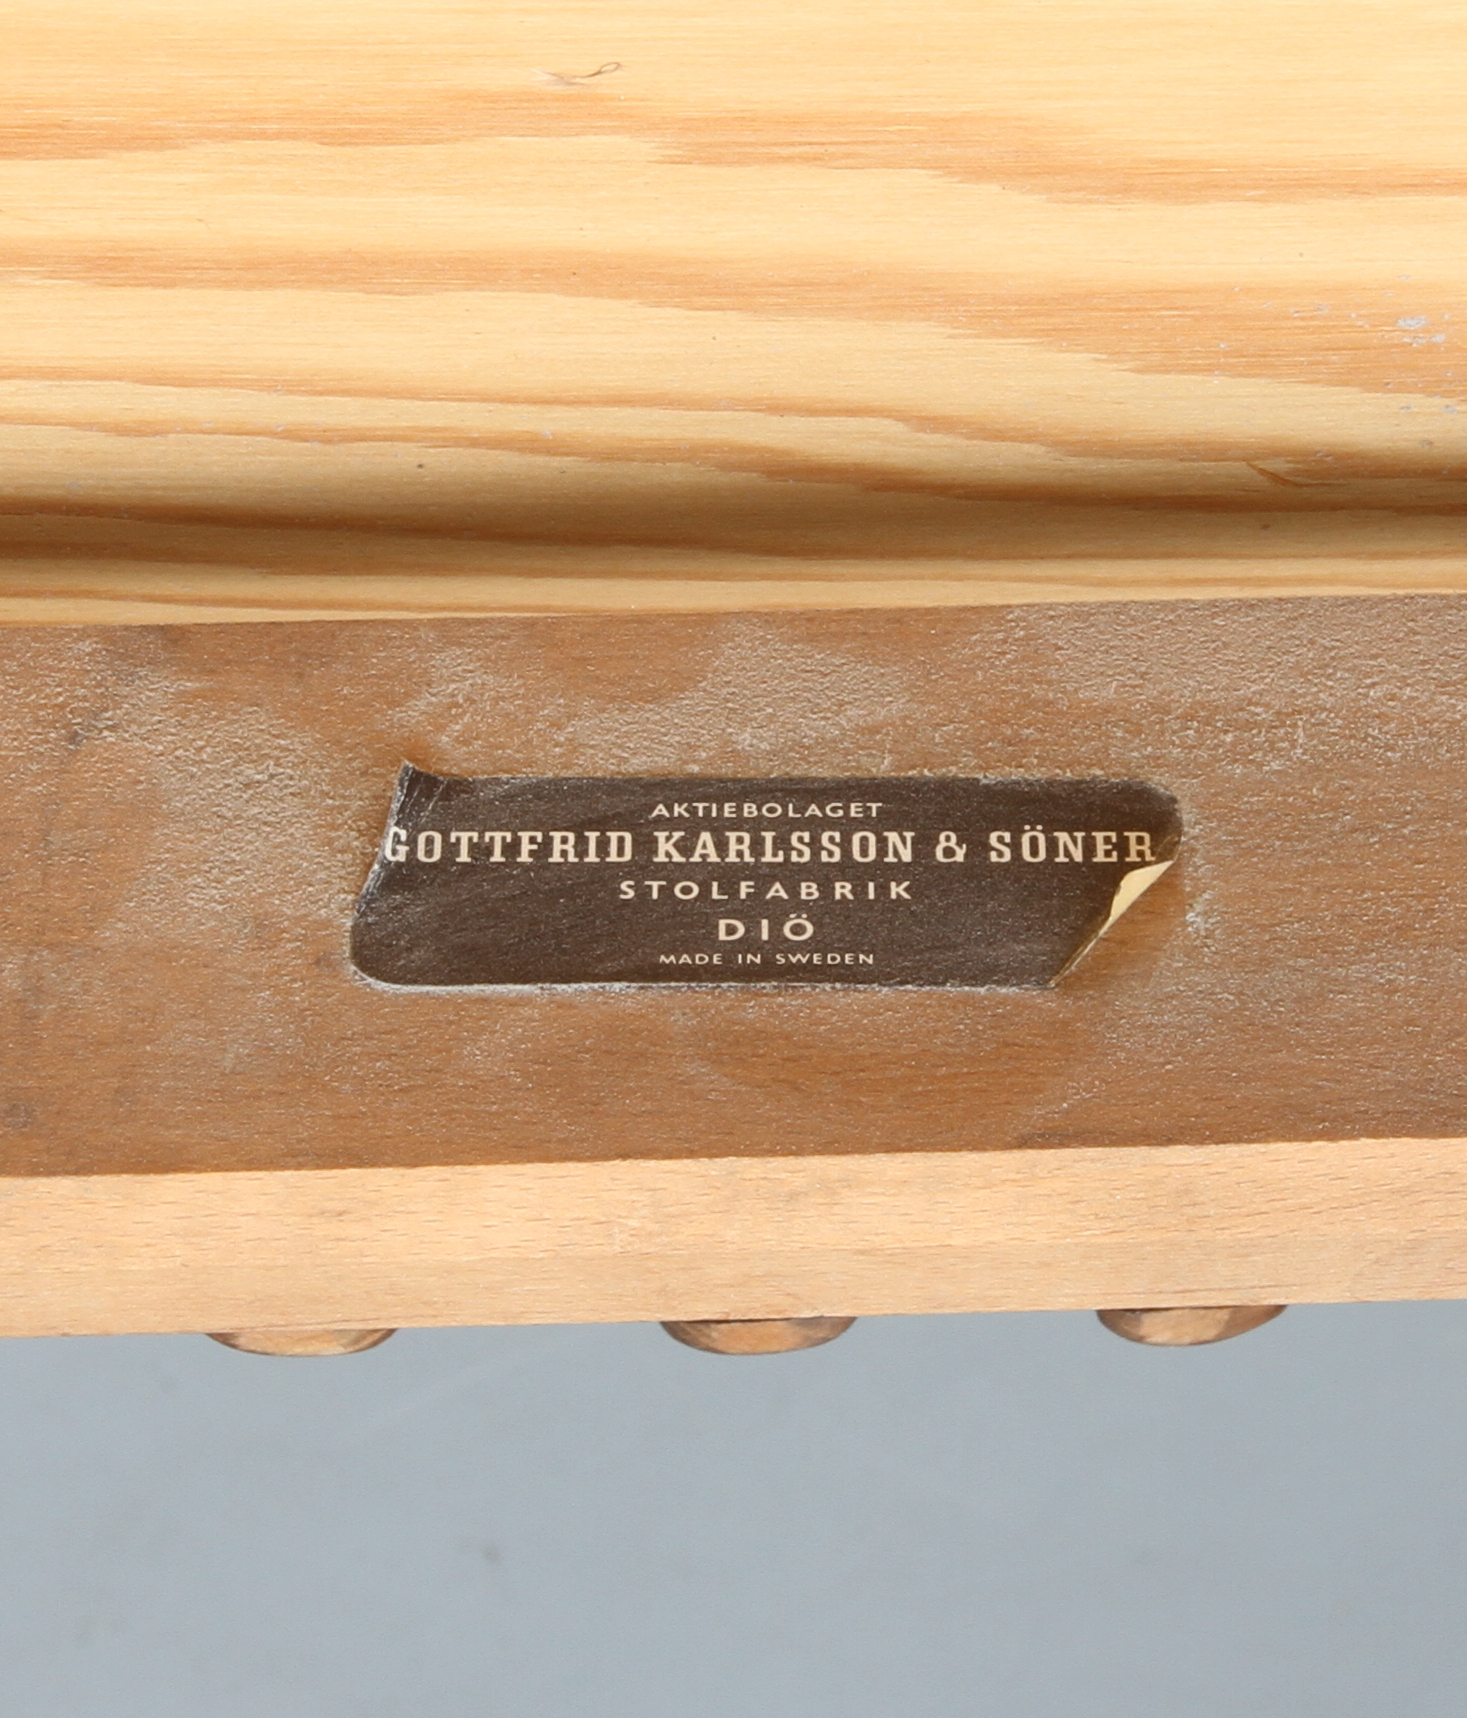 AKTIEBOLAGET
GOTTFRID KARLSSON & SÖNER
STOLFABRIK
DIÖ
MADE IN SWEDEN